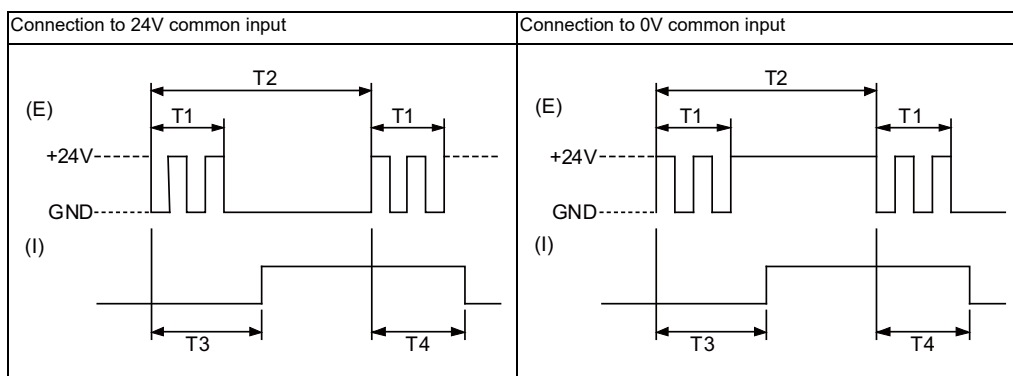 Connection to 24V common input
T2
(E)
T1
T1
+24V
GND
(I)
T3
T4
Connection to 0V common input
T2
(E)
T1
T1
+24V
GND
(I)
T3
T4